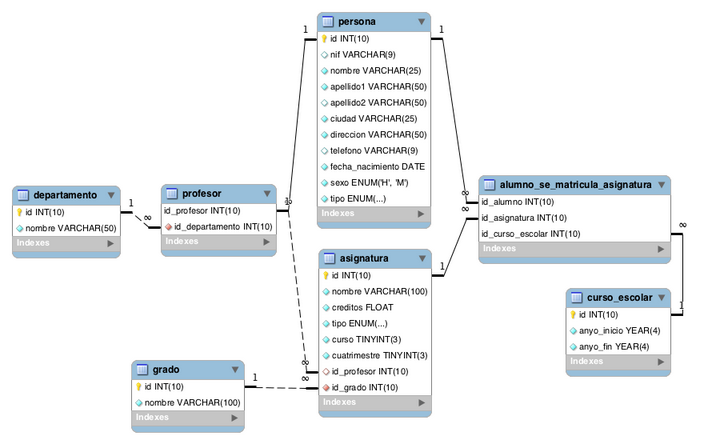 persona
id INT(10)
nif VARCHAR(9)
nombre VARCHAR(25)
apellido1 VARCHAR(50)
apellido2 VARCHAR(50)
ciudad VARCHAR(25)
direccion VARCHAR(50)
telefono VARCHAR(9)
fecha_nacimiento DATE
sexo ENUM('H', 'M')
tipo ENUM(...)
Indexes
departamento
id INT(10)
nombre VARCHAR(50)
Indexes
profesor
id_profesor INT(10)
id_departamento INT(10)
Indexes
alumno_se_matricula_asignatura
id_alumno INT(10)
id_asignatura INT(10)
id_curso_escolar INT(10)
Indexes
asignatura
id INT(10)
nombre VARCHAR(100)
creditos FLOAT
tipo ENUM(...)
curso TINYINT(3)
cuatrimestre TINYINT(3)
id_profesor INT(10)
id_grado INT(10)
Indexes
curso_escolar
id INT(10)
anyo_inicio YEAR(4)
anyo_fin YEAR(4)
Indexes
grado
id INT(10)
nombre VARCHAR(100)
Indexes
1
1
1
∞
∞
∞
1
∞
1
∞
∞
1